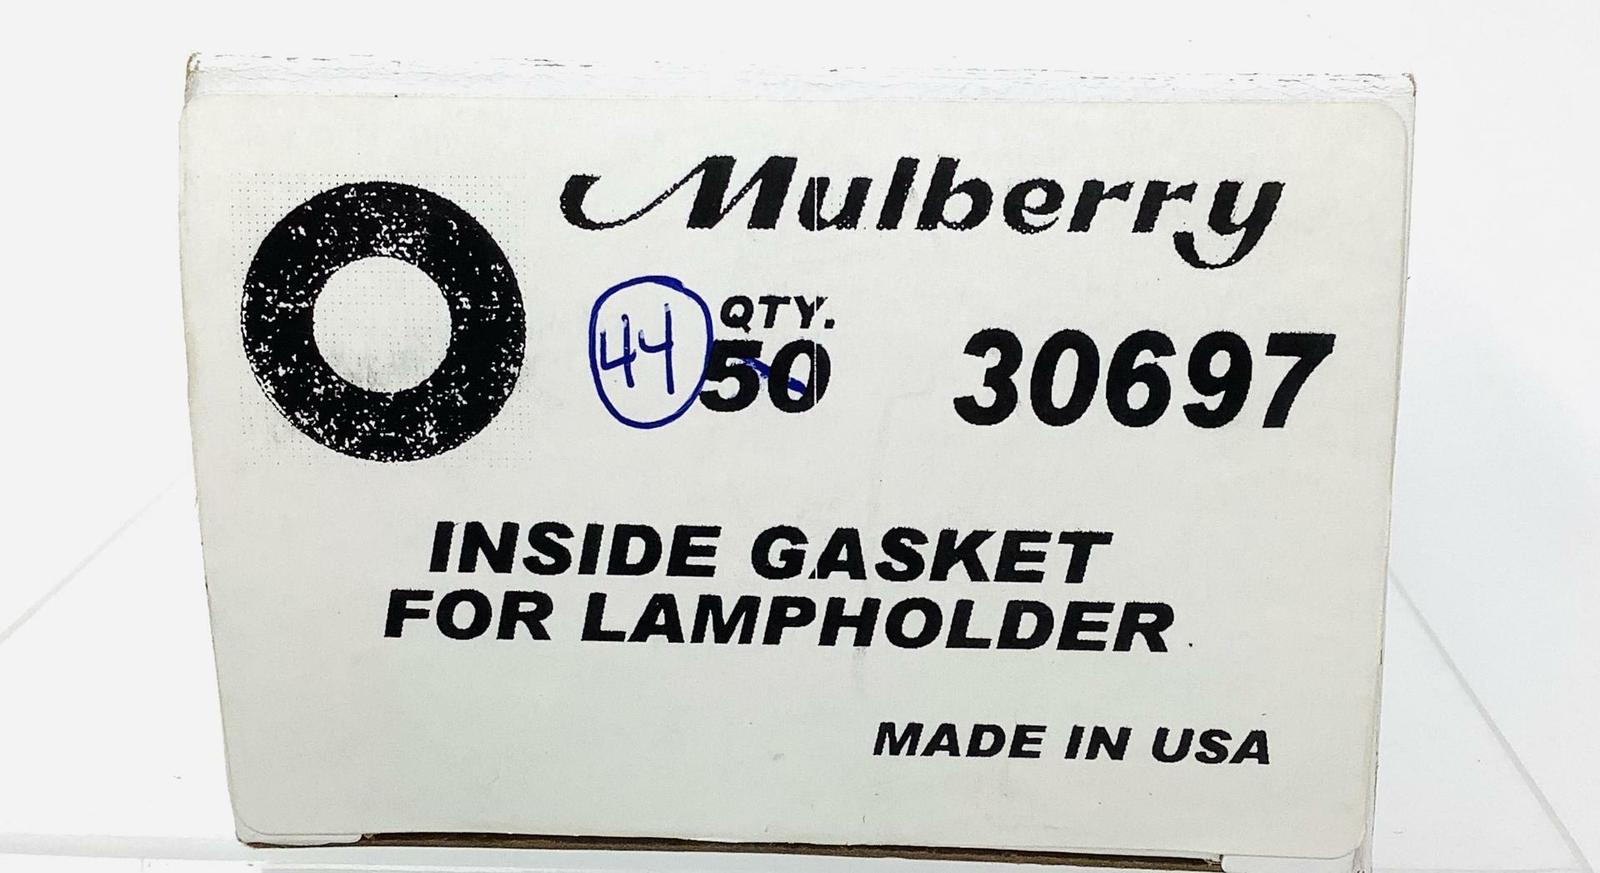 Mulberry
QTY.
44 50 30697
INSIDE GASKET
FOR LAMPHOLDER
MADE IN USA